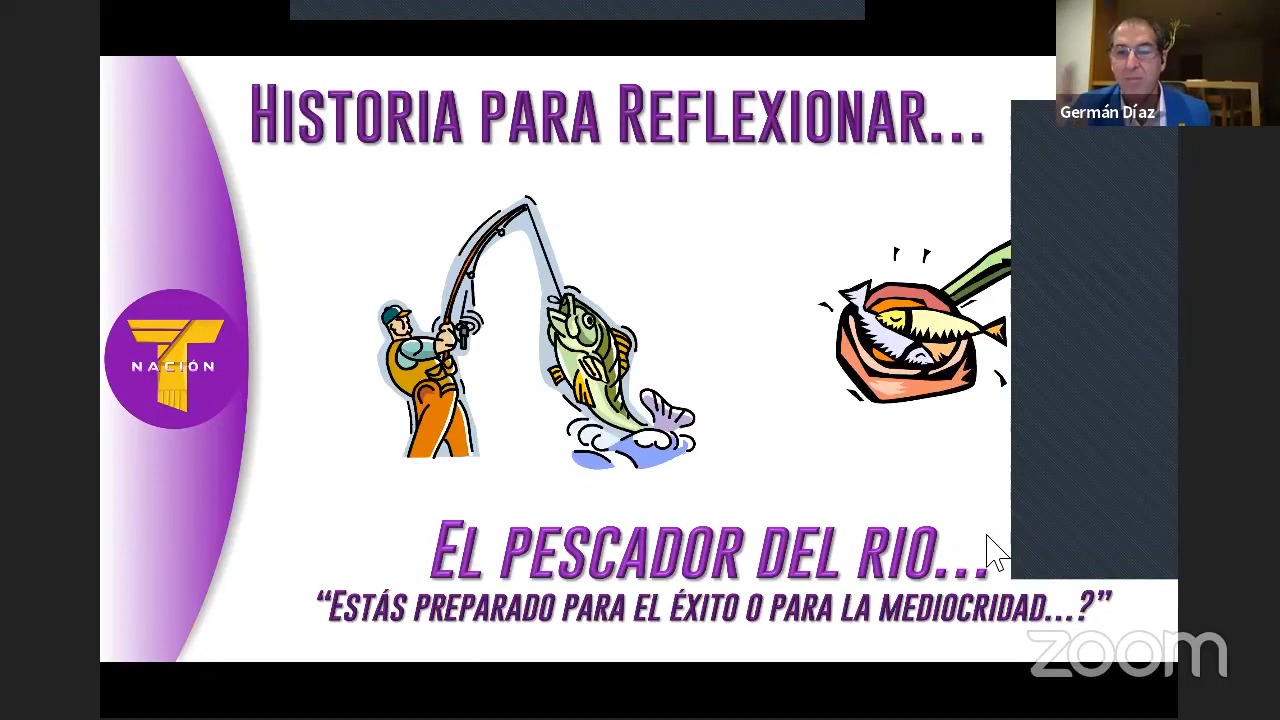 HISTORIA PARA REFLEXIONAR...
Germán Díaz
NACIÓN
EL PESCADOR DEL RIO...
“ESTÁS PREPARADO PARA EL ÉXITO O PARA LA MEDIOCRIDAD...?”
zoom